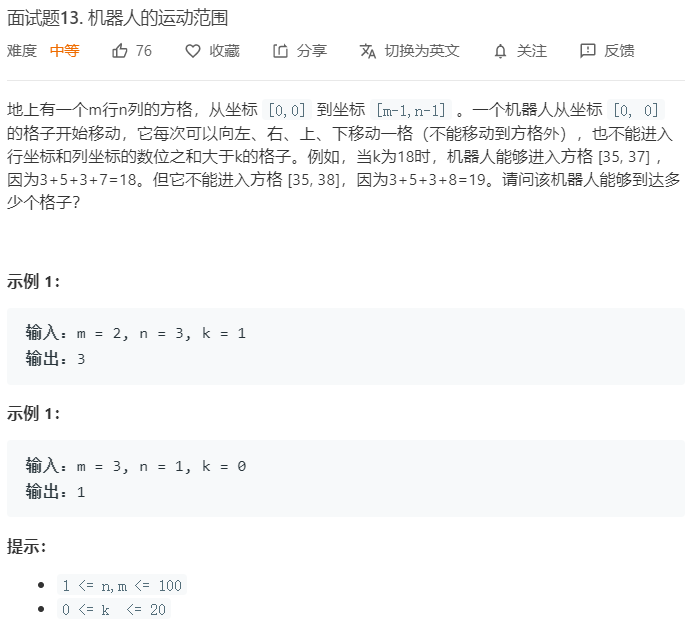 面试题13. 机器人的运动范围
难度 中等 76 收藏 分享 切换为英文 关注 反馈
地上有一个m行n列的方格，从坐标 [0,0] 到坐标 [m-1,n-1] 。一个机器人从坐标 [0, 0]
的格子开始移动，它每次可以向左、右、上、下移动一格（不能移动到方格外），也不能进入
行坐标和列坐标的数位之和大于k的格子。例如，当k为18时，机器人能够进入方格 [35, 37] ，
因为3+5+3+7=18。但它不能进入方格 [35, 38]，因为3+5+3+8=19。请问该机器人能够到达多
少个格子？
示例 1：
输入：m = 2, n = 3, k = 1
输出：3
示例 1：
输入：m = 3, n = 1, k = 0
输出：1
提示：
• 1 <= n,m <= 100
• 0 <= k <= 20